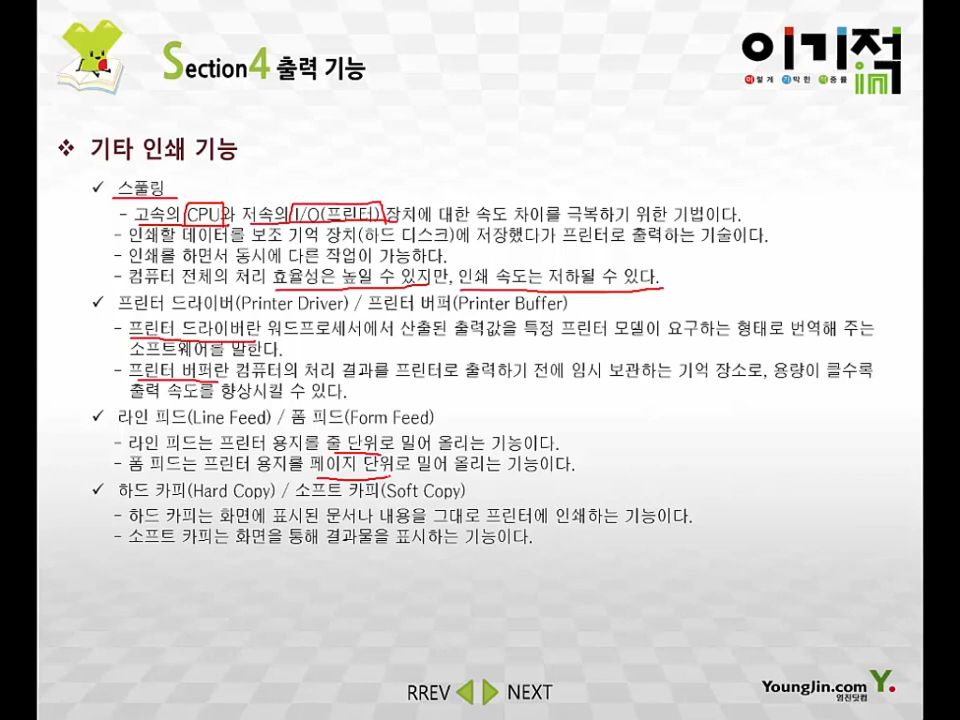 Section4 출력 기능
이기적in
이렇게 기막힌 적중률
❖ 기타 인쇄 기능
✓ 스풀링
- 고속의 CPU와 저속의 I/O(프린터) 장치에 대한 속도 차이를 극복하기 위한 기법이다.
- 인쇄할 데이터를 보조 기억 장치(하드 디스크)에 저장했다가 프린터로 출력하는 기술이다.
- 인쇄를 하면서 동시에 다른 작업이 가능하다.
- 컴퓨터 전체의 처리 효율성은 높일 수 있지만, 인쇄 속도는 저하될 수 있다.
✓ 프린터 드라이버(Printer Driver) / 프린터 버퍼(Printer Buffer)
- 프린터 드라이버란 워드프로세서에서 산출된 출력값을 특정 프린터 모델이 요구하는 형태로 번역해 주는
소프트웨어를 말한다.
- 프린터 버퍼란 컴퓨터의 처리 결과를 프린터로 출력하기 전에 임시 보관하는 기억 장소로, 용량이 클수록
출력 속도를 향상시킬 수 있다.
✓ 라인 피드(Line Feed) / 폼 피드(Form Feed)
- 라인 피드는 프린터 용지를 줄 단위로 밀어 올리는 기능이다.
- 폼 피드는 프린터 용지를 페이지 단위로 밀어 올리는 기능이다.
✓ 하드 카피(Hard Copy) / 소프트 카피(Soft Copy)
- 하드 카피는 화면에 표시된 문서나 내용을 그대로 프린터에 인쇄하는 기능이다.
- 소프트 카피는 화면을 통해 결과물을 표시하는 기능이다.
RREV NEXT
YoungJin.com Y.
영진닷컴